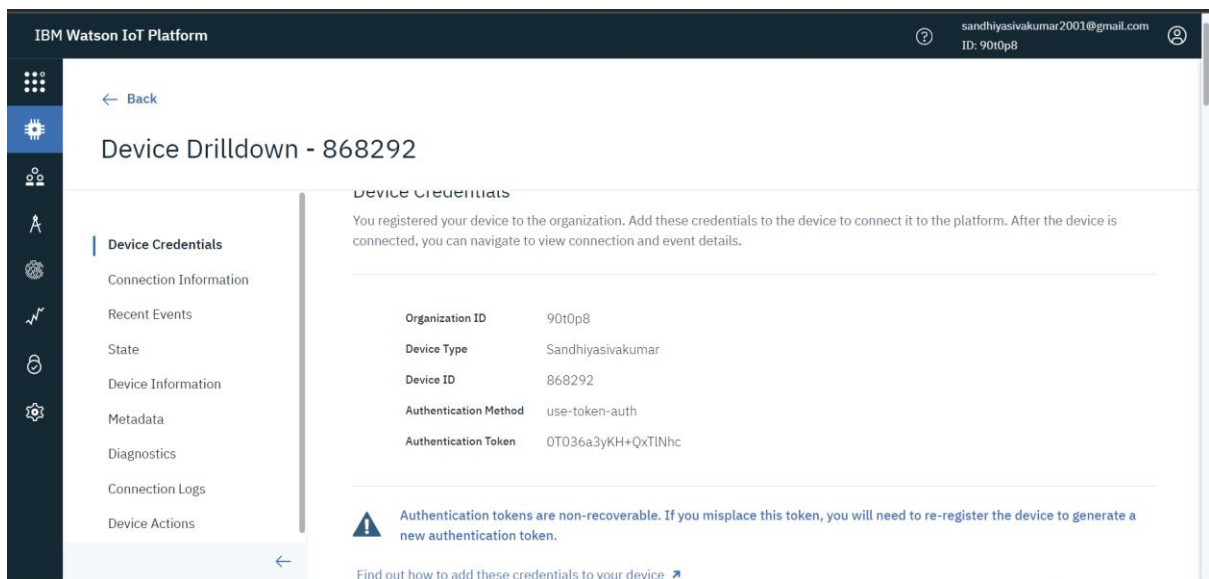 IBM Watson IoT Platform
sandhiyasivakumar2001@gmail.com
ID: 90t0p8
Back
Device Drilldown - 868292
Device Credentials
Connection Information
Recent Events
State
Device Information
Metadata
Diagnostics
Connection Logs
Device Actions
Device Credentials
You registered your device to the organization. Add these credentials to the device to connect it to the platform. After the device is
connected, you can navigate to view connection and event details.
Organization ID 90t0p8
Device Type Sandhiyasivakumar
Device ID 868292
Authentication Method use-token-auth
Authentication Token 0T036a3yKH+QxTlNhc
Authentication tokens are non-recoverable. If you misplace this token, you will need to re-register the device to generate a
new authentication token.
Find out how to add these credentials to your device